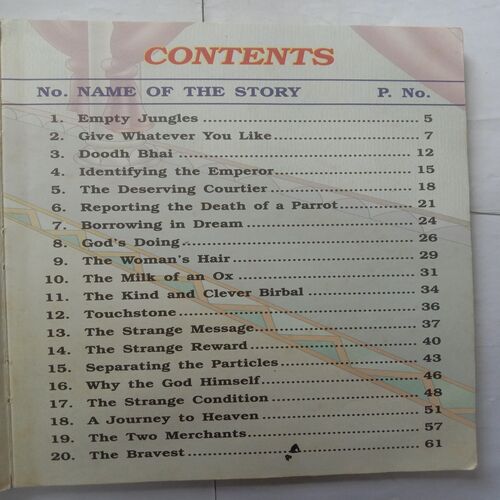 CONTENTS
No. NAME OF THE STORY P. No.
1. Empty Jungles 5
2. Give Whatever You Like 7
3. Doodh Bhai 12
4. Identifying the Emperor 15
5. The Deserving Courtier 18
6. Reporting the Death of a Parrot 21
7. Borrowing in Dream 24
8. God's Doing 26
9. The Woman's Hair 29
10. The Milk of an Ox 31
11. The Kind and Clever Birbal 34
12. Touchstone 36
13. The Strange Message 37
14. The Strange Reward 40
15. Separating the Particles 43
16. Why the God Himself 46
17. The Strange Condition 48
18. A Journey to Heaven 51
19. The Two Merchants 57
20. The Bravest 61